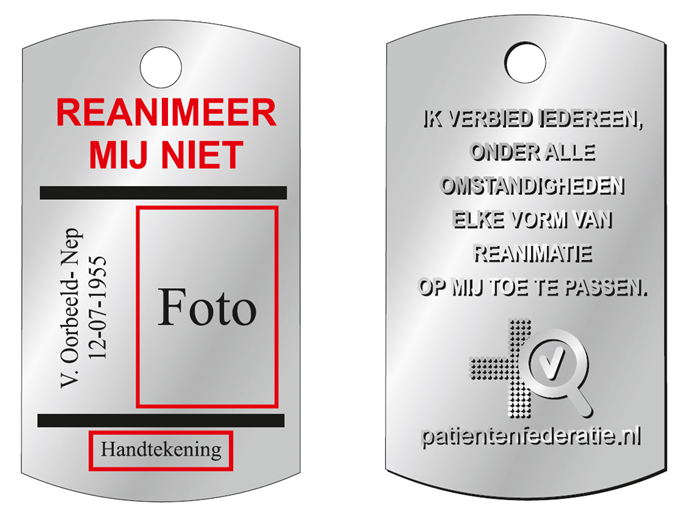 REANIMEER
MIJ NIET
V. Oorbeeld- Nep
12-07-1955
Foto
Handtekening
IK VERBIED IEDEREEN,
ONDER ALLE
OMSTANDIGHEDEN
ELKE VORM VAN
REANIMATIE
OP MIJ TOE TE PASSEN.
patientenfederatie.nl